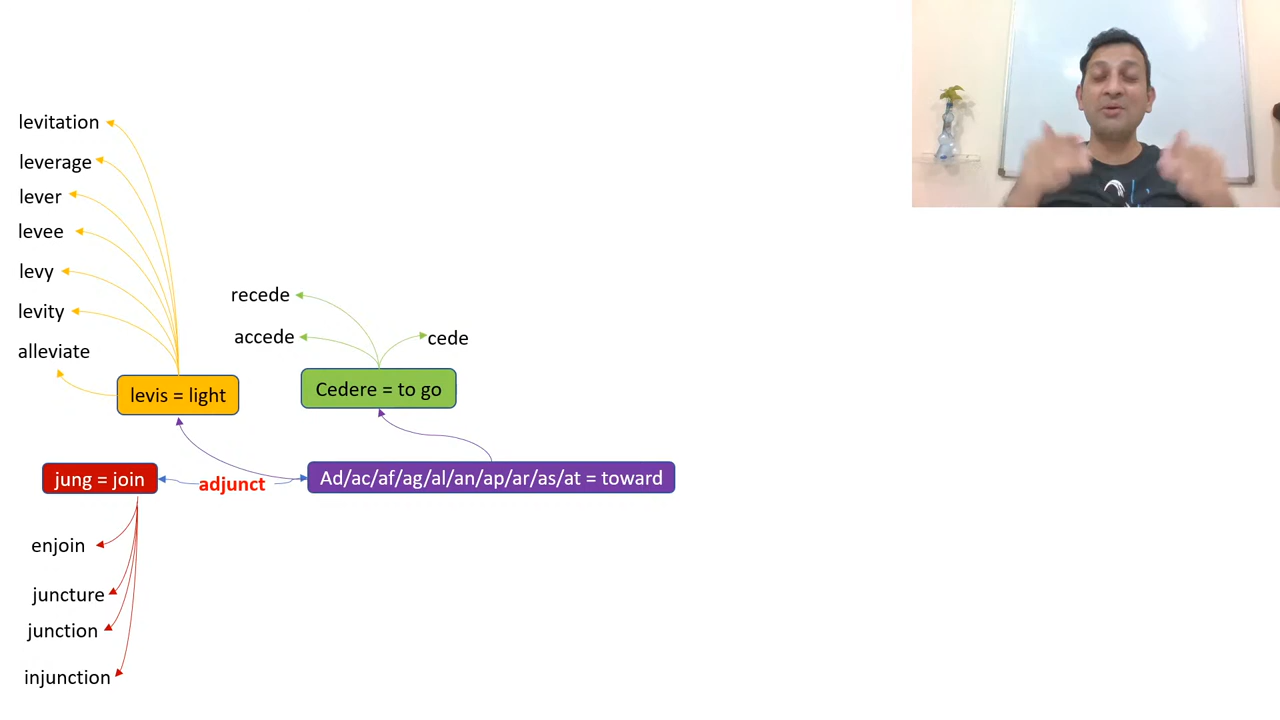 levitation
leverage
lever
levee
levy
levity
alleviate
levis = light
recede
accede
cede
Cedere = to go
jung = join
adjunct
Ad/ac/af/ag/al/an/ap/ar/as/at = toward
enjoin
juncture
junction
injunction